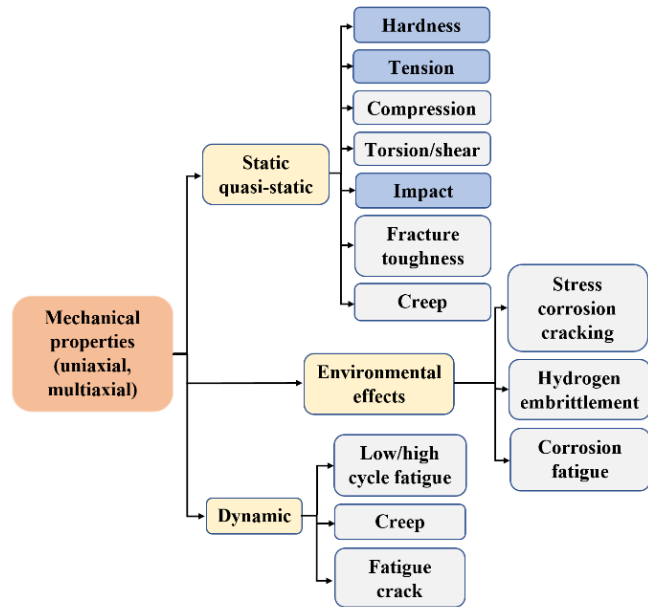 Mechanical
properties
(uniaxial,
multiaxial)
Static
quasi-static
Hardness
Tension
Compression
Torsion/shear
Impact
Fracture
toughness
Creep
Environmental
effects
Stress
corrosion
cracking
Hydrogen
embrittlement
Corrosion
fatigue
Dynamic
Low/high
cycle fatigue
Creep
Fatigue
crack